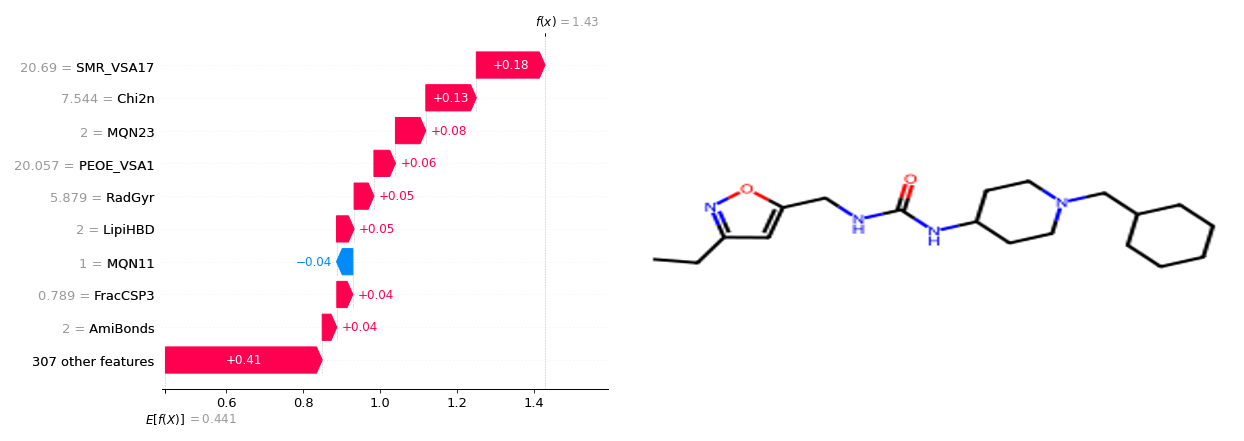 f(x) = 1.43
20.69 = SMR_VSA17
+0.18
7.544 = Chi2n
+0.13
2 = MQN23
+0.08
20.057 = PEOE_VSA1
+0.06
5.879 = RadGyr
+0.05
2 = LipiHBD
+0.05
1 = MQN11
−0.04
0.789 = FracCSP3
+0.04
2 = AmiBonds
+0.04
307 other features
+0.41
0.6 0.8 1.0 1.2 1.4
E[f(X)] = 0.441
O
N
O
N
H
N
H
N